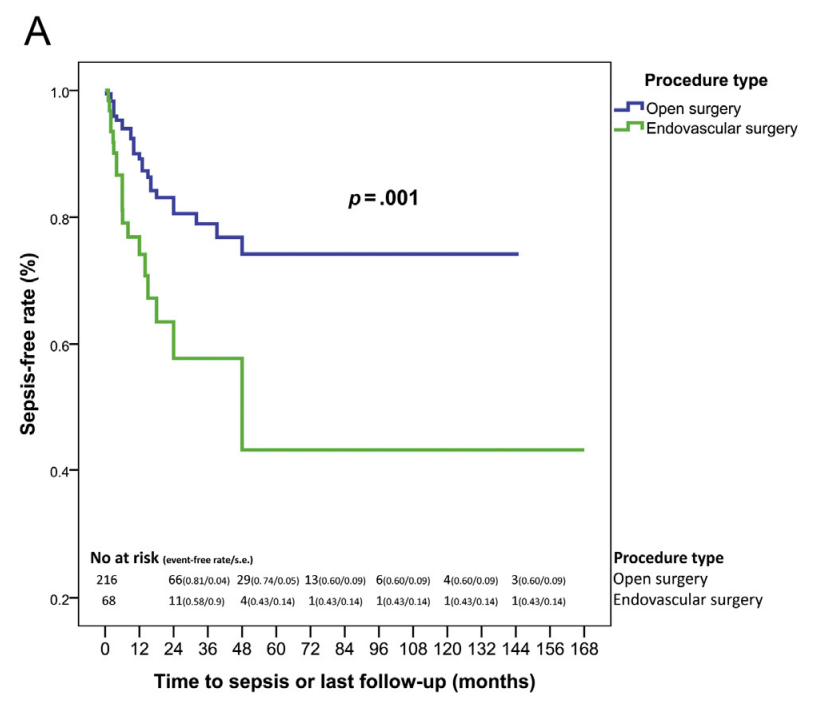 A
Procedure type
Open surgery
Endovascular surgery
p=.001
Sepsis-free rate (%)
1.0
0.8
0.6
0.4
0.2
No at risk (event-free rate/s.e.)
216 66(0.81/0.04) 29(0.74/0.05) 13(0.60/0.09) 6(0.60/0.09) 4(0.60/0.09) 3(0.60/0.09)
68 11(0.58/0.9) 4(0.43/0.14) 1(0.43/0.14) 1(0.43/0.14) 1(0.43/0.14) 1(0.43/0.14)
Procedure type
Open surgery
Endovascular surgery
0 12 24 36 48 60 72 84 96 108 120 132 144 156 168
Time to sepsis or last follow-up (months)